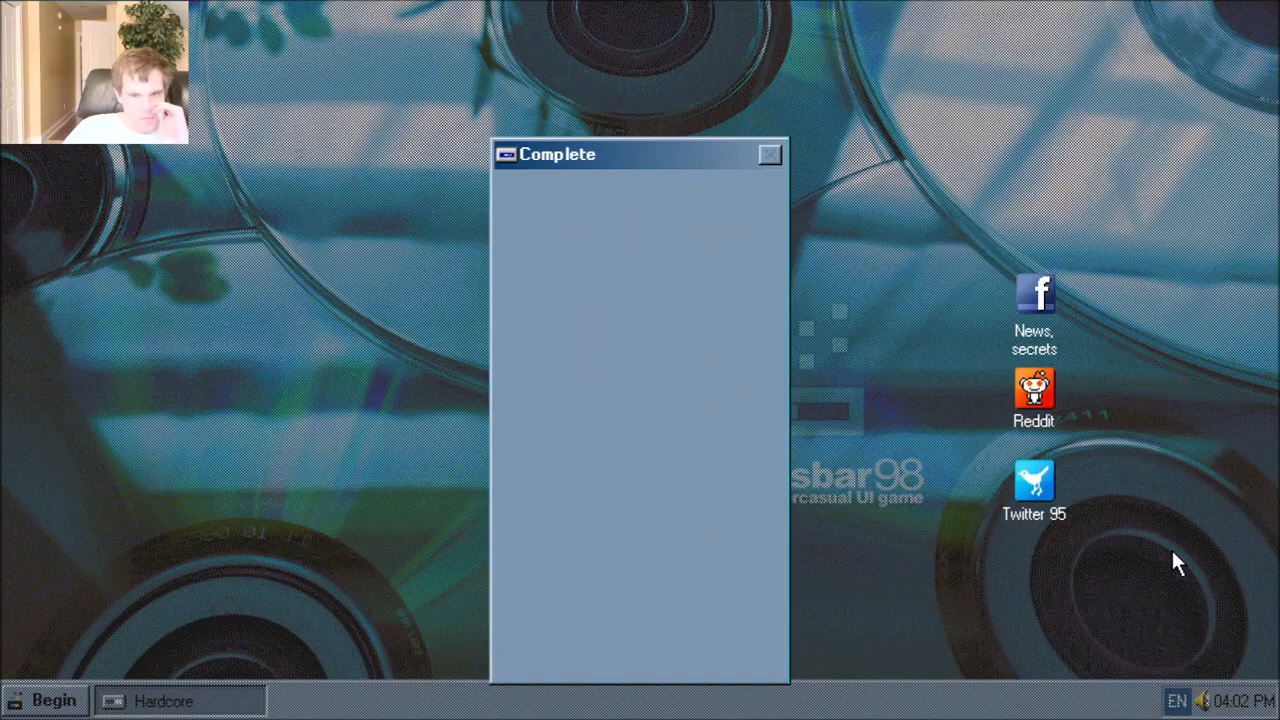 Complete
News,
secrets
Reddit
sbar98
rcasual UI game
Twitter 95
Begin
Hardcore
EN
04:02 PM